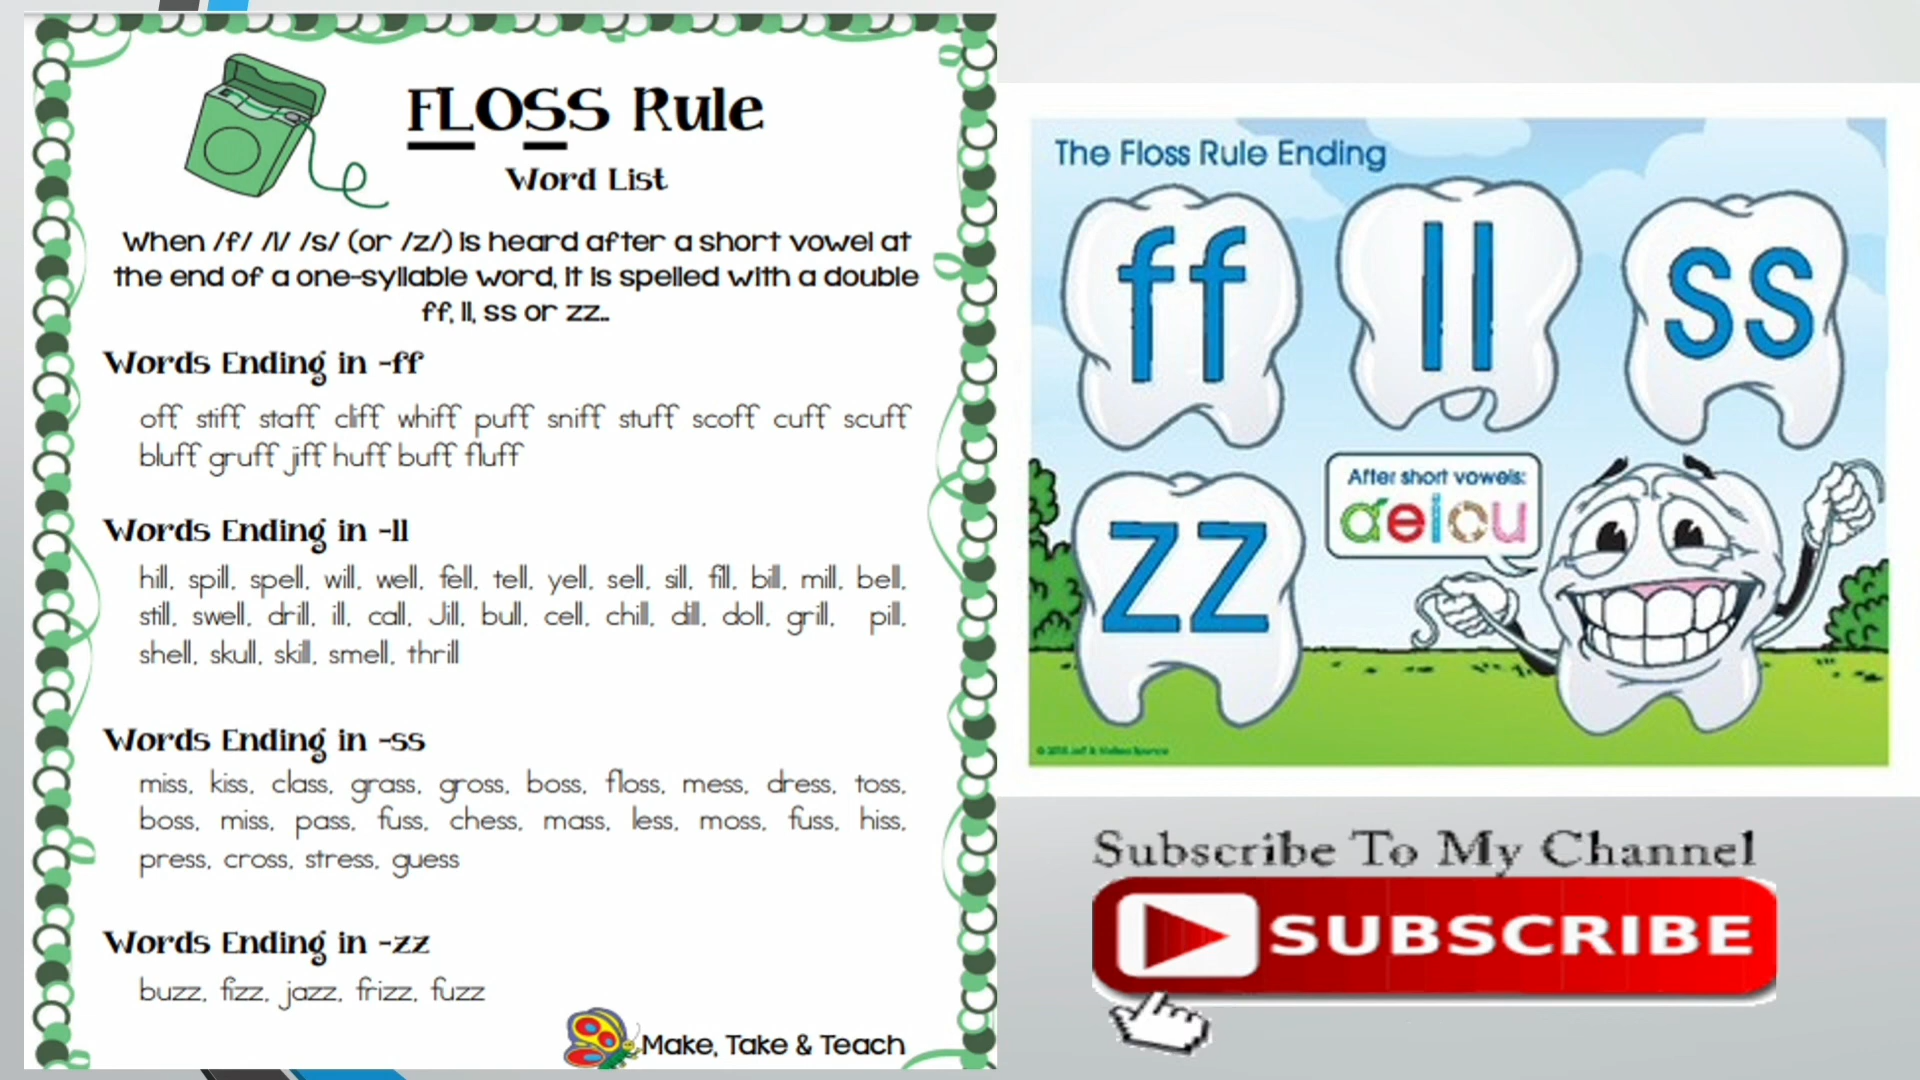 FLOSS Rule
Word List
When /f/ /l/ /s/ (or /z/) is heard after a short vowel at
the end of a one-syllable word, it is spelled with a double
ff, ll, ss or zz..
Words Ending in -ff
off stiff staff cliff whiff puff sniff stuff scoff cuff scuff
bluff gruff jiff huff buff fluff
Words Ending in -ll
hill, spill, spell, will, well, fell, tell, yell, sell, sill, fill, bill, mill, bell,
still, swell, drill, ill, call, Jill, bull, cell, chill, dill, doll, grill, pill,
shell, skull, skill, smell, thrill
Words Ending in -ss
miss, kiss, class, grass, gross, boss, floss, mess, dress, toss,
boss, miss, pass, fuss, chess, mass, less, moss, fuss, hiss,
press, cross, stress, guess
Words Ending in -zz
buzz, fizz, jazz, frizz, fuzz
Make, Take & Teach
The Floss Rule Ending
ff
ll
ss
zz
After short vowels:
aeiou
Subscribe To My Channel
SUBSCRIBE